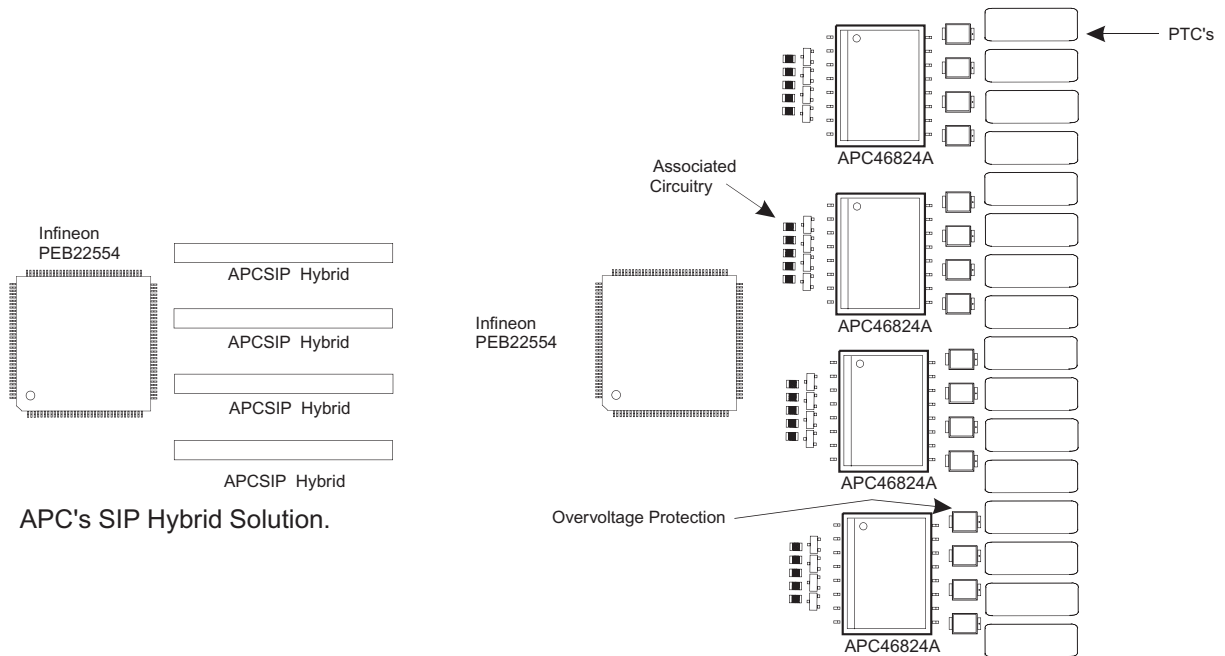 Infineon
PEB22554
APCSIP Hybrid
APCSIP Hybrid
APCSIP Hybrid
APCSIP Hybrid
APC's SIP Hybrid Solution.
PTC's
APC46824A
Associated
Circuitry
APC46824A
Infineon
PEB22554
APC46824A
Overvoltage Protection
APC46824A